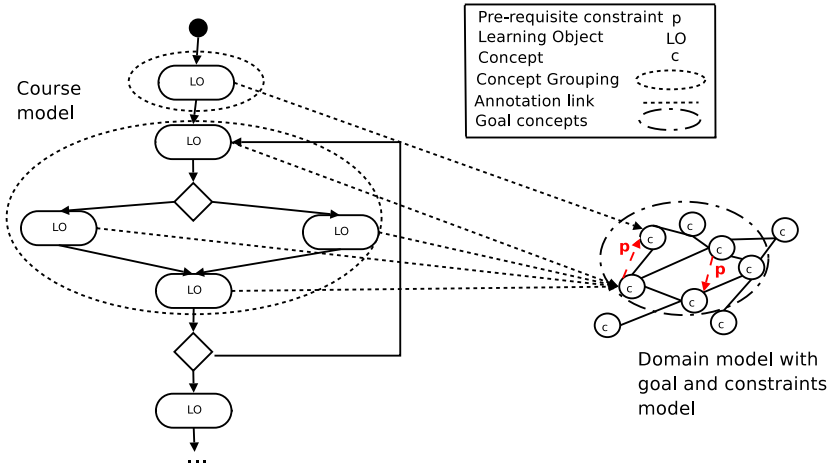 Pre-requisite constraint p
Learning Object LO
Concept c
Concept Grouping
Annotation link
Goal concepts
Course
model
LO
LO
LO
LO
LO
LO
...
c
c
c
c
c
c
c
c
c
p
p
Domain model with
goal and constraints
model